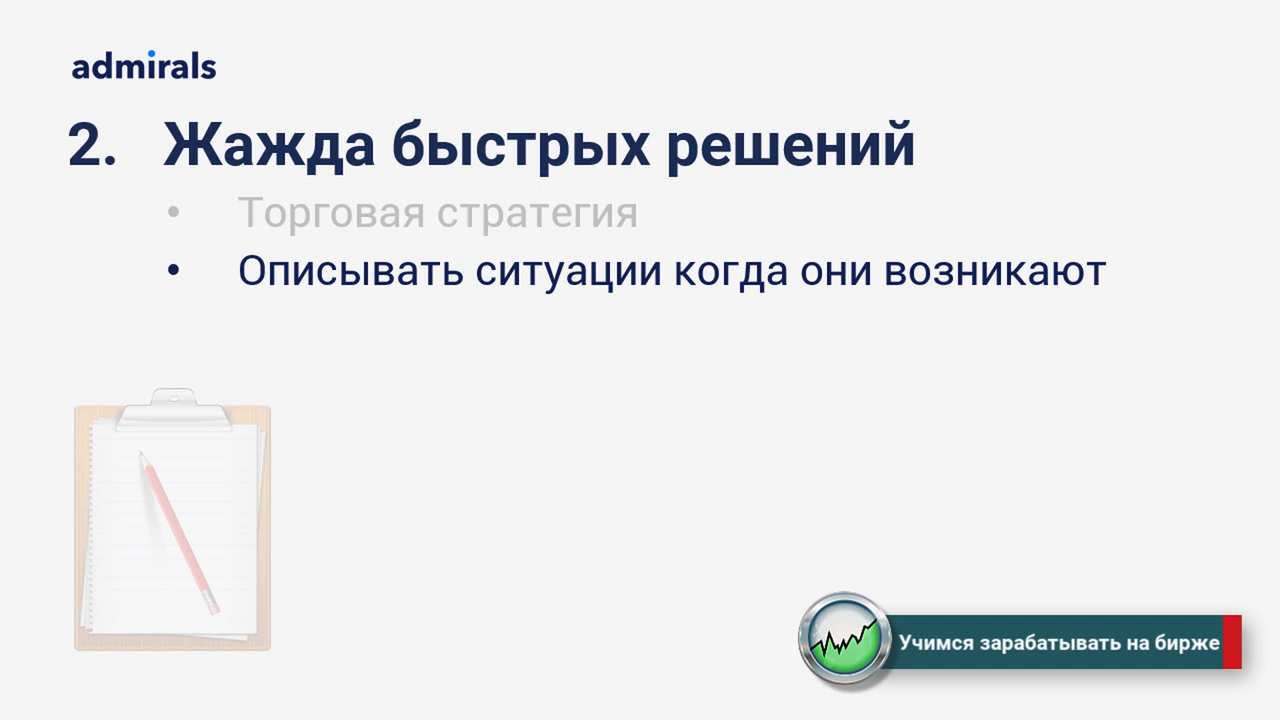 admirals
2. Жажда быстрых решений
• Торговая стратегия
• Описывать ситуации когда они возникают
Учимся зарабатывать на бирже